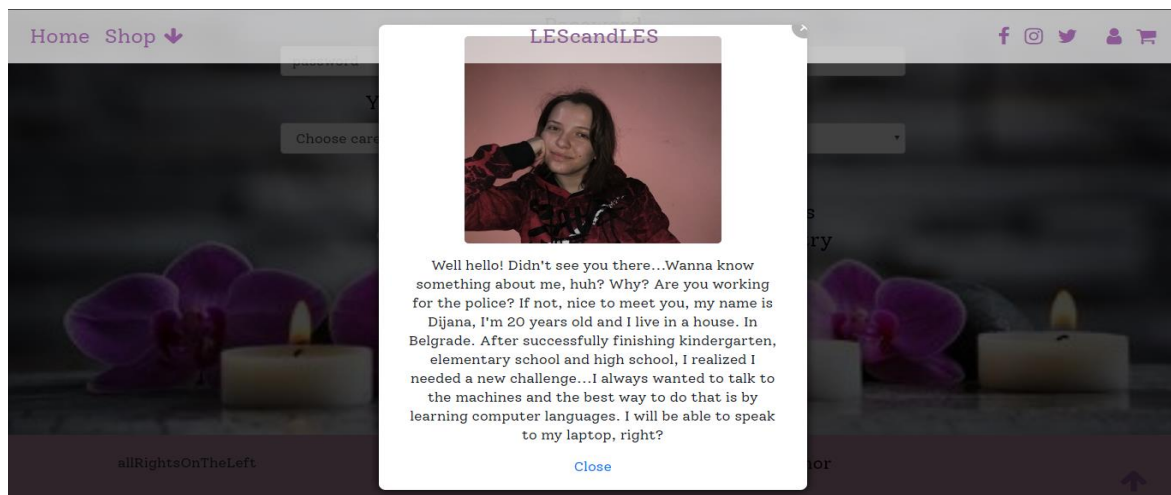 Home Shop
LEScandLES
Password
password
Y
Choose care
s
ry
Well hello! Didn't see you there...Wanna know
something about me, huh? Why? Are you working
for the police? If not, nice to meet you, my name is
Dijana, I'm 20 years old and I live in a house. In
Belgrade. After successfully finishing kindergarten,
elementary school and high school, I realized I
needed a new challenge...I always wanted to talk to
the machines and the best way to do that is by
learning computer languages. I will be able to speak
to my laptop, right?
Close
allRightsOnTheLeft
hor